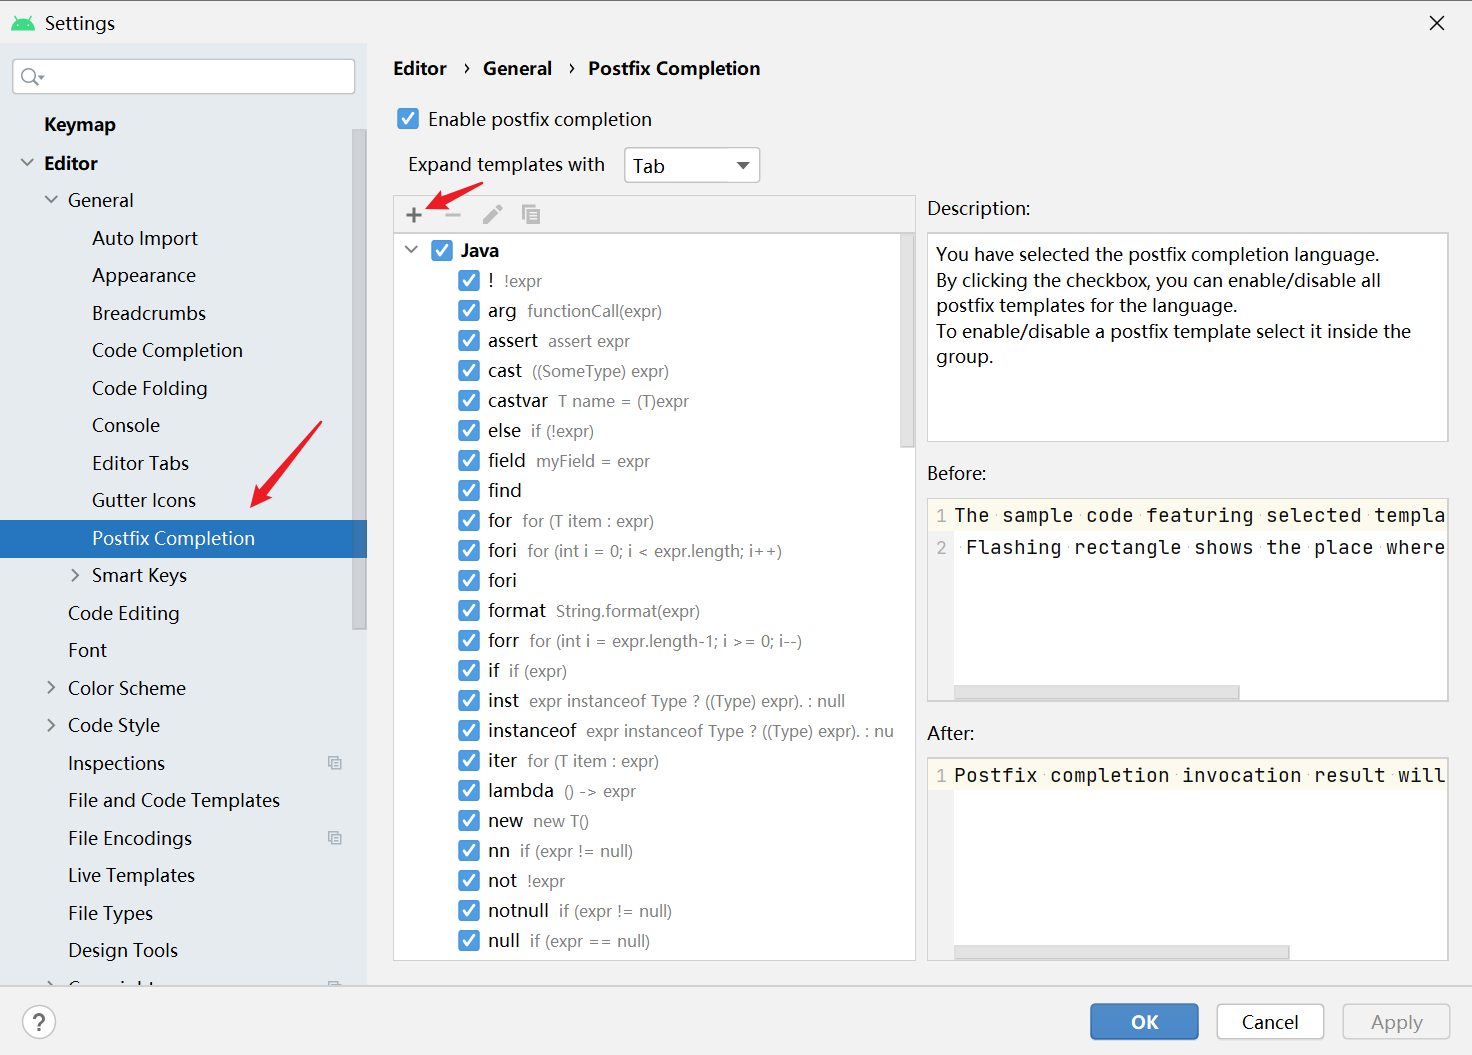 Settings
Keymap
Editor
General
Auto Import
Appearance
Breadcrumbs
Code Completion
Code Folding
Console
Editor Tabs
Gutter Icons
Postfix Completion
Smart Keys
Code Editing
Font
Color Scheme
Code Style
Inspections
File and Code Templates
File Encodings
Live Templates
File Types
Design Tools
Editor › General › Postfix Completion
Enable postfix completion
Expand templates with Tab
Java
! !expr
arg functionCall(expr)
assert assert expr
cast ((SomeType) expr)
castvar T name = (T)expr
else if (!expr)
field myField = expr
find
for for (T item : expr)
fori for (int i = 0; i < expr.length; i++)
fori
format String.format(expr)
forr for (int i = expr.length-1; i >= 0; i--)
if if (expr)
inst expr instanceof Type ? ((Type) expr). : null
instanceof expr instanceof Type ? ((Type) expr). : nu
iter for (T item : expr)
lambda () -> expr
new new T()
nn if (expr != null)
not !expr
notnull if (expr != null)
null if (expr == null)
Description:
You have selected the postfix completion language.
By clicking the checkbox, you can enable/disable all
postfix templates for the language.
To enable/disable a postfix template select it inside the
group.
Before:
1 The sample code featuring selected templa
2 Flashing rectangle shows the place where
After:
1 Postfix completion invocation result will
?
OK
Cancel
Apply